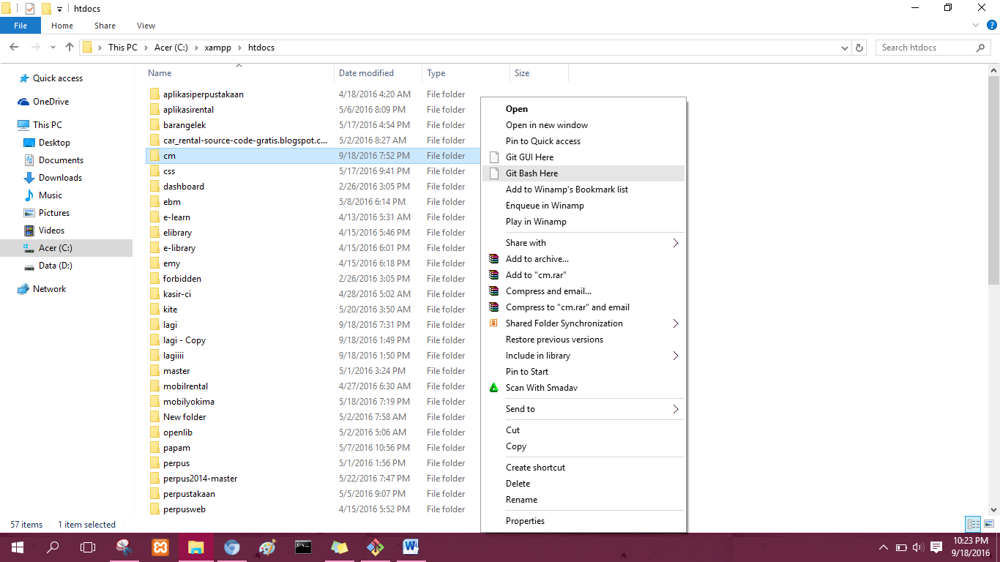 htdocs
File Home Share View
This PC Acer (C:) xampp htdocs Search htdocs
Name Date modified Type Size
Quick access
OneDrive
This PC
Desktop
Documents
Downloads
Music
Pictures
Videos
Acer (C:)
Data (D:)
Network
aplikasiperpustakaan 4/18/2016 4:20 AM File folder
aplikasirental 5/6/2016 8:09 PM File folder
barangelek 5/17/2016 4:54 PM File folder
car_rental-source-code-gratis.blogspot.c... 5/2/2016 8:27 AM File folder
cm 9/18/2016 7:52 PM File folder
css 5/17/2016 9:41 PM File folder
dashboard 2/26/2016 3:05 PM File folder
ebm 5/8/2016 6:14 PM File folder
e-learn 4/13/2016 5:31 AM File folder
elibrary 4/15/2016 5:46 PM File folder
e-library 4/15/2016 6:01 PM File folder
emy 4/15/2016 6:18 PM File folder
forbidden 2/26/2016 3:05 PM File folder
kasir-ci 4/28/2016 5:02 AM File folder
kite 5/20/2016 3:50 AM File folder
lagi 9/18/2016 7:31 PM File folder
lagi - Copy 9/18/2016 1:49 PM File folder
lagiiii 9/18/2016 1:50 PM File folder
master 5/1/2016 3:24 PM File folder
mobilrental 4/27/2016 6:30 AM File folder
mobilyokima 5/18/2016 7:19 PM File folder
New folder 5/2/2016 7:58 AM File folder
openlib 5/2/2016 5:06 AM File folder
papam 5/7/2016 10:56 PM File folder
perpus 5/1/2016 1:56 PM File folder
perpus2014-master 5/22/2016 7:47 PM File folder
perpustakaan 5/5/2016 9:07 PM File folder
perpusweb 4/15/2016 5:52 PM File folder
Open
Open in new window
Pin to Quick access
Git GUI Here
Git Bash Here
Add to Winamp's Bookmark list
Enqueue in Winamp
Play in Winamp
Share with
Add to archive...
Add to "cm.rar"
Compress and email...
Compress to "cm.rar" and email
Shared Folder Synchronization
Restore previous versions
Include in library
Pin to Start
Scan With Smadav
Send to
Cut
Copy
Create shortcut
Delete
Rename
Properties
57 items 1 item selected
10:23 PM
9/18/2016